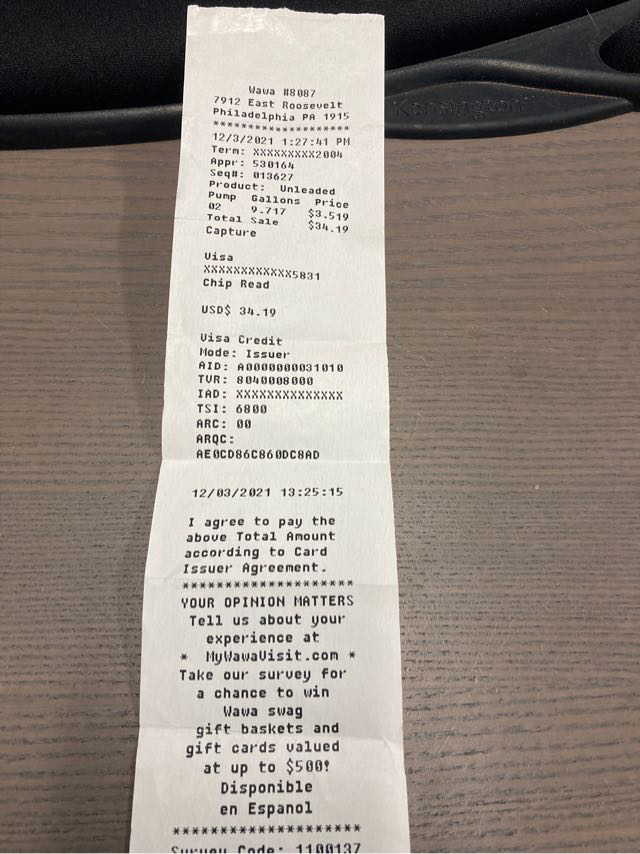 Kensington
Wawa #8087
7912 East Roosevelt
Philadelphia PA 1915
********************
12/3/2021 1:27:41 PM
Term: XXXXXXXXX2004
Appr: 530164
Seq#: 013627
Product: Unleaded
Pump Gallons Price
02 9.717 $3.519
Total Sale $34.19
Capture
Visa
XXXXXXXXXXXX5831
Chip Read
USD$ 34.19
Visa Credit
Mode: Issuer
AID: A0000000031010
TVR: 8040008000
IAD: XXXXXXXXXXXXXX
TSI: 6800
ARC: 00
ARQC:
AE0CD86C860DC8AD
12/03/2021 13:25:15
I agree to pay the
above Total Amount
according to Card
Issuer Agreement.
********************
YOUR OPINION MATTERS
Tell us about your
experience at
* MyWawaVisit.com *
Take our survey for
a chance to win
Wawa swag
gift baskets and
gift cards valued
at up to $500!
Disponible
en Espanol
********************
Survey Code: 1100137